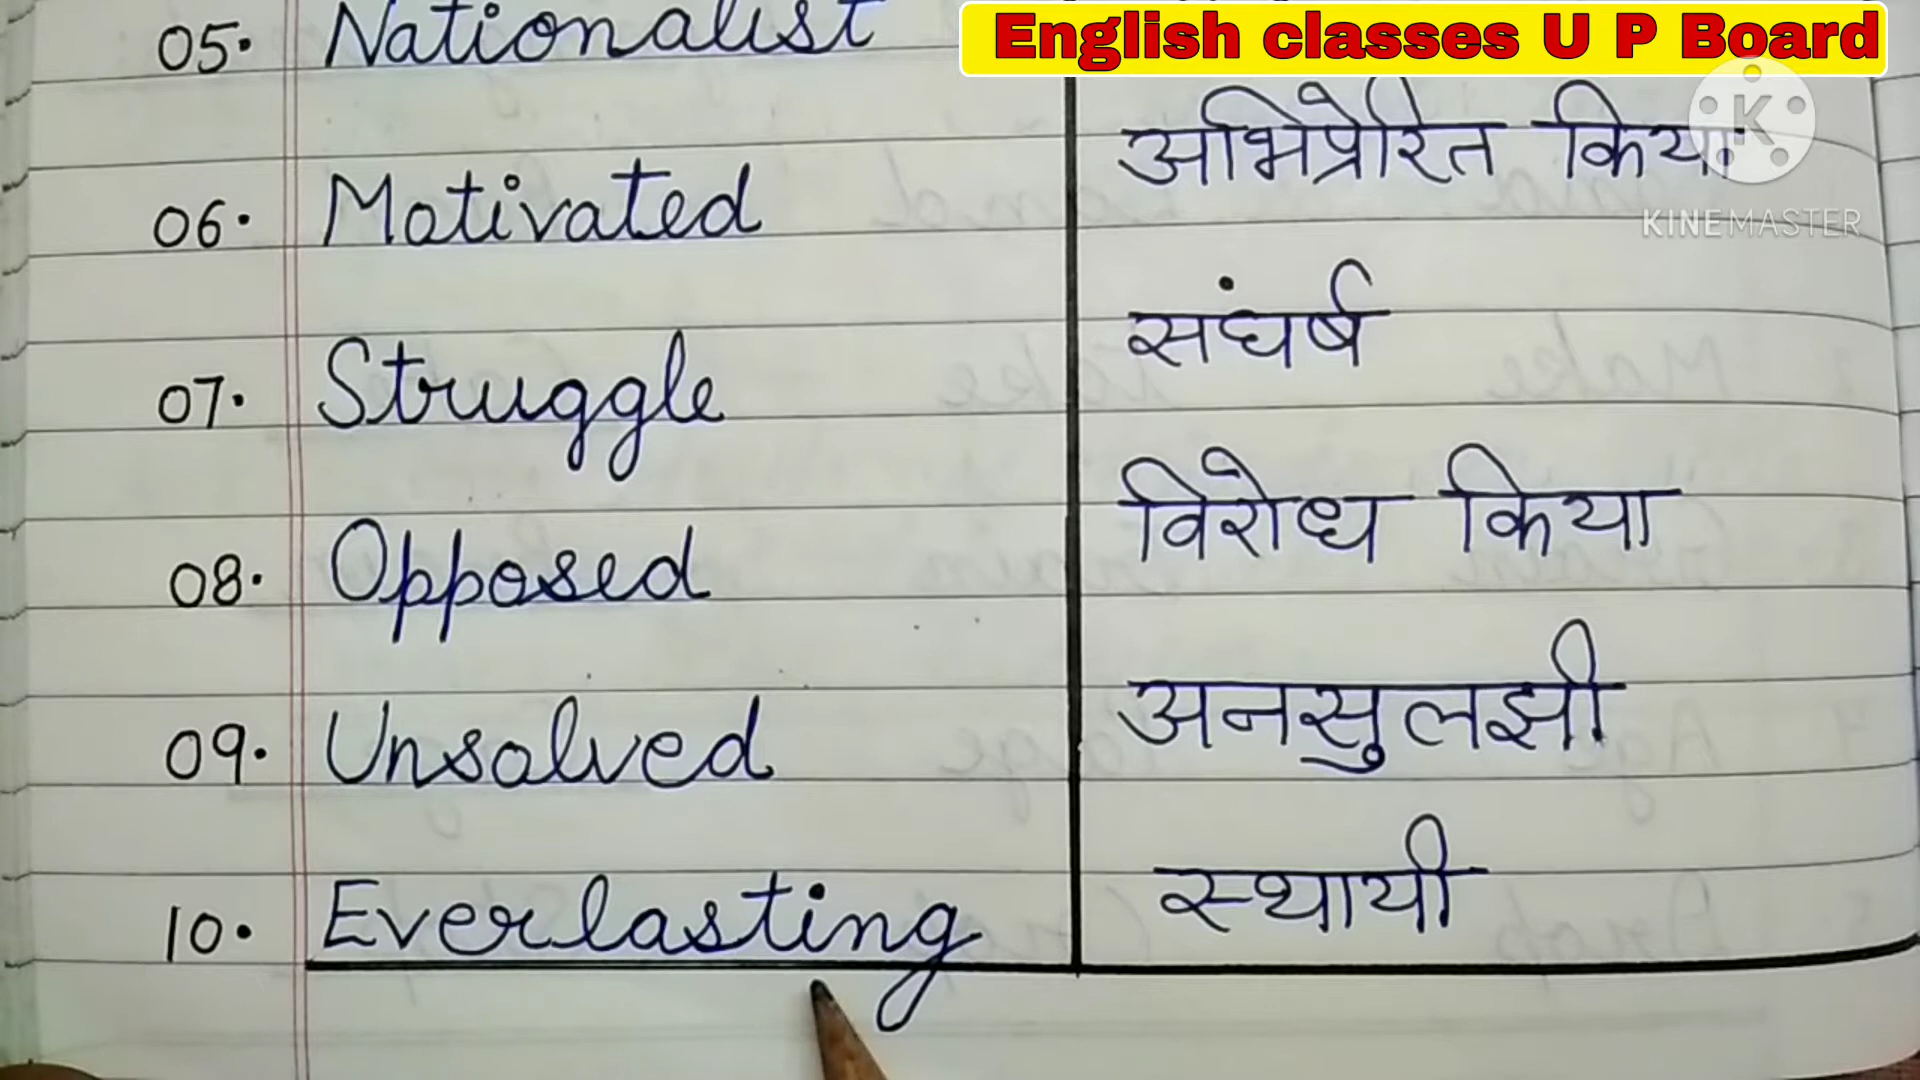 English classes U P Board
05. Nationalist
K
KINEMASTER
06. Motivated अभिप्रेरित किया
07. Struggle संघर्ष
08. Opposed विरोध किया
09. Unsolved अनसुलझी
10. Everlasting स्थायी